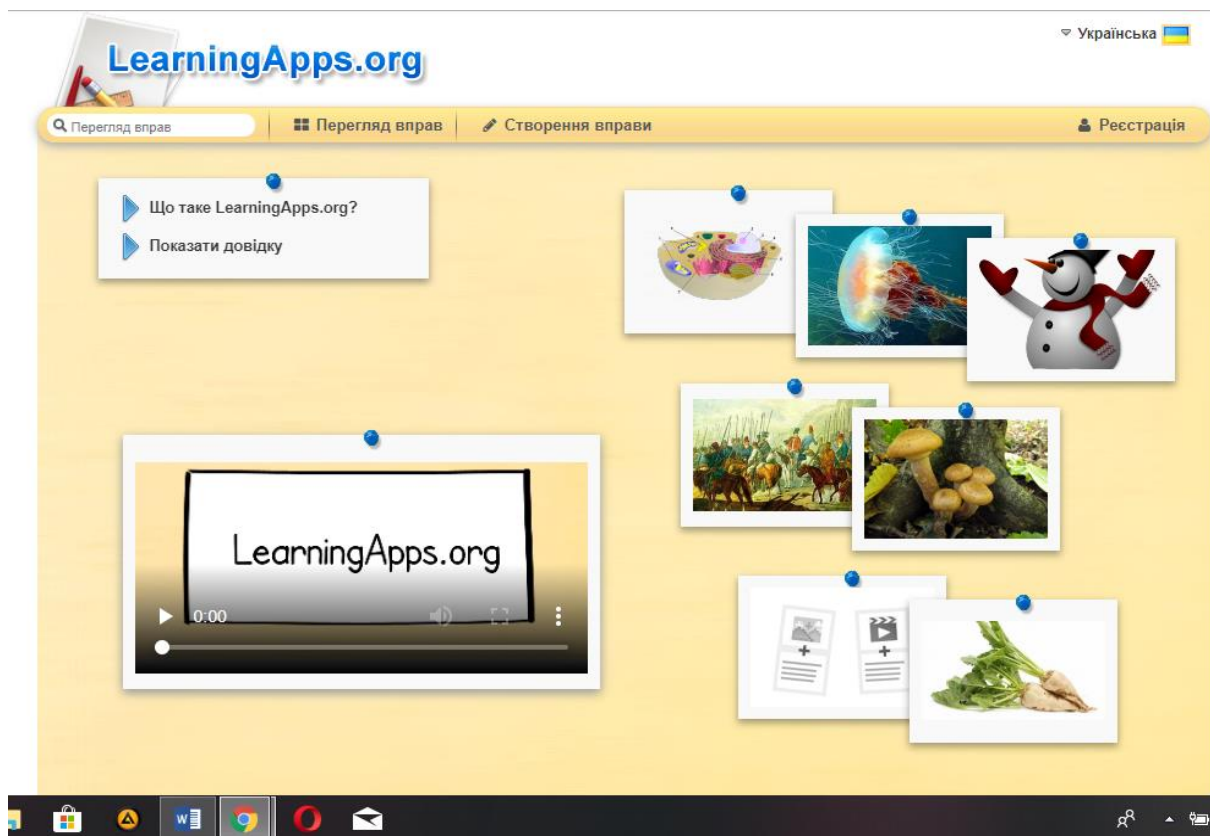 Українська
LearningApps.org
Перегляд вправ
Перегляд вправ
Створення вправи
Реєстрація
Що таке LearningApps.org?
Показати довідку
LearningApps.org
0:00